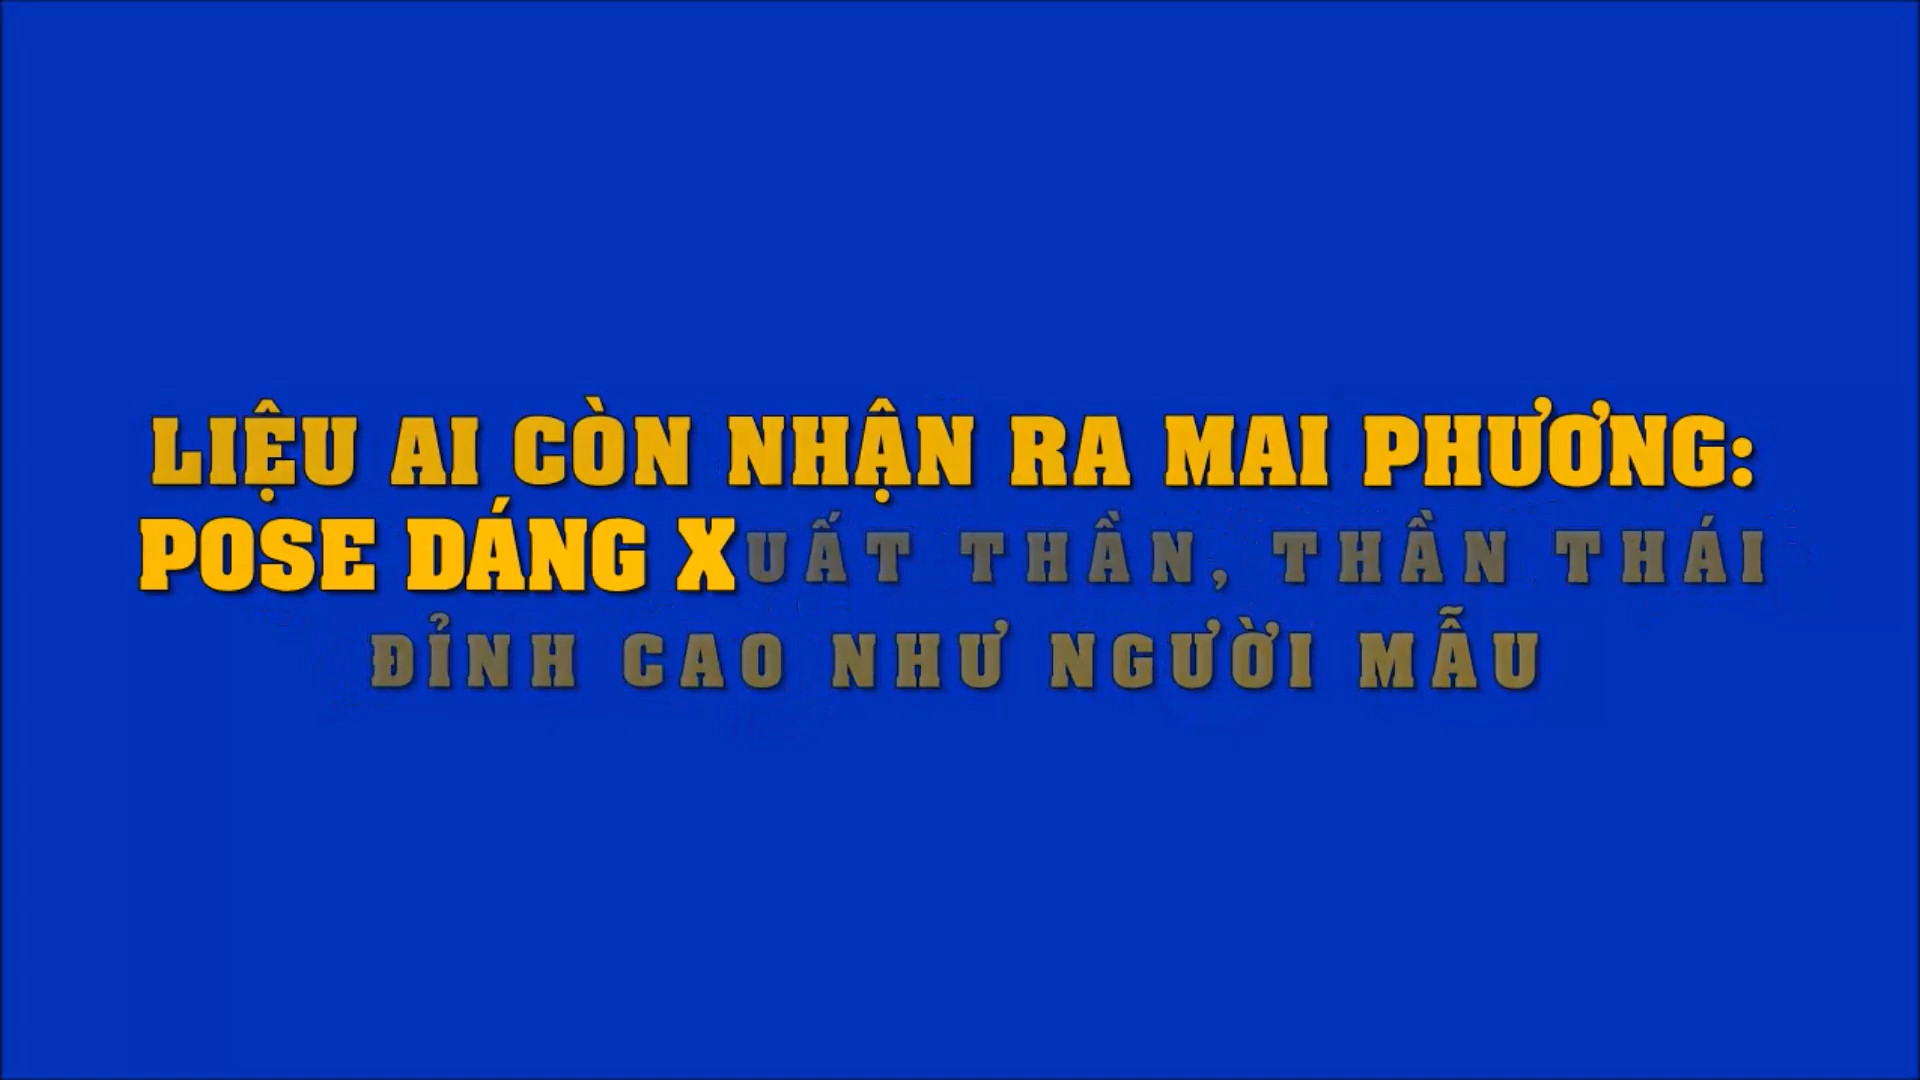 LIỆU AI CÒN NHẬN RA MAI PHƯƠNG:
POSE DÁNG XUẤT THẦN, THẦN THÁI
ĐỈNH CAO NHƯ NGƯỜI MẪU